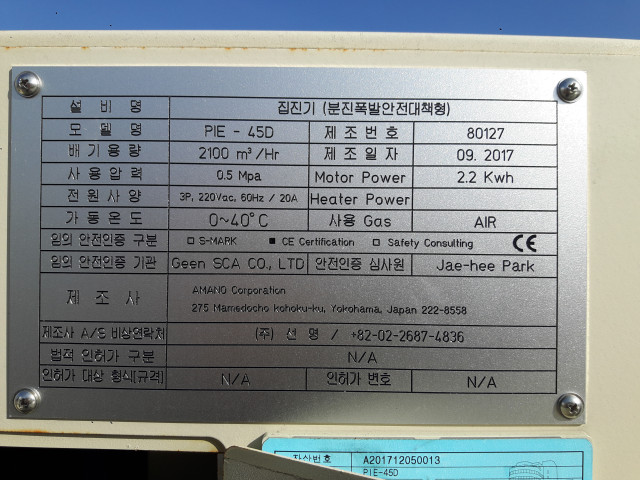 설 비 명 집진기 (분진폭발안전대책형)
모 델 명 PIE - 45D 제 조 번 호 80127
배 기 용 량 2100 m³/Hr 제 조 일 자 09. 2017
사 용 압 력 0.5 Mpa Motor Power 2.2 Kwh
전 원 사 양 3P, 220Vac, 60Hz / 20A Heater Power
가 동 온 도 0~40°C 사용 Gas AIR
임의 안전인증 구분 □ S-MARK ■ CE Certification □ Safety Consulting CE
임의 안전인증 기관 Geen SCA CO., LTD 안전인증 심사원 Jae-hee Park
제 조 사 AMANO Corporation
275 Mamedocho kohoku-ku, Yokohama, Japan 222-8558
제조사 A/S 비상연락처 (주) 선 명 / +82-02-2687-4836
법적 인허가 구분 N/A
인허가 대상 형식(규격) N/A 인허가 번호 N/A
자산번호 A201712050013
PIE-45D